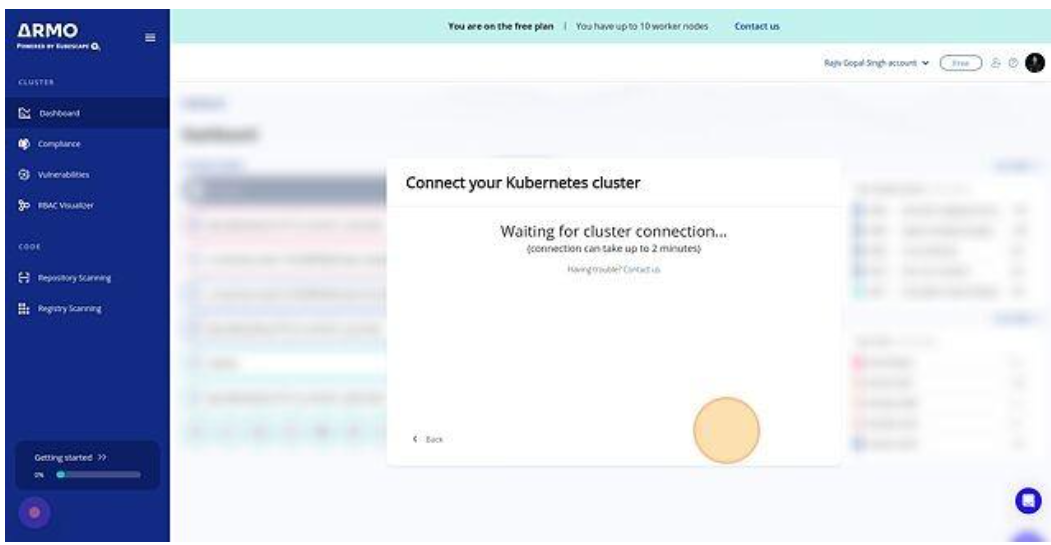 ARMO
POWERED BY KUBESCAPE
You are on the free plan | You have up to 10 worker nodes Contact us
Rajiv Gopal Singh account Free
CLUSTER
Dashboard
Compliance
Vulnerabilities
RBAC Visualizer
CODE
Repository Scanning
Registry Scanning
Connect your Kubernetes cluster
Waiting for cluster connection...
(connection can take up to 2 minutes)
Having trouble? Contact us
Back
Getting started >>
0%